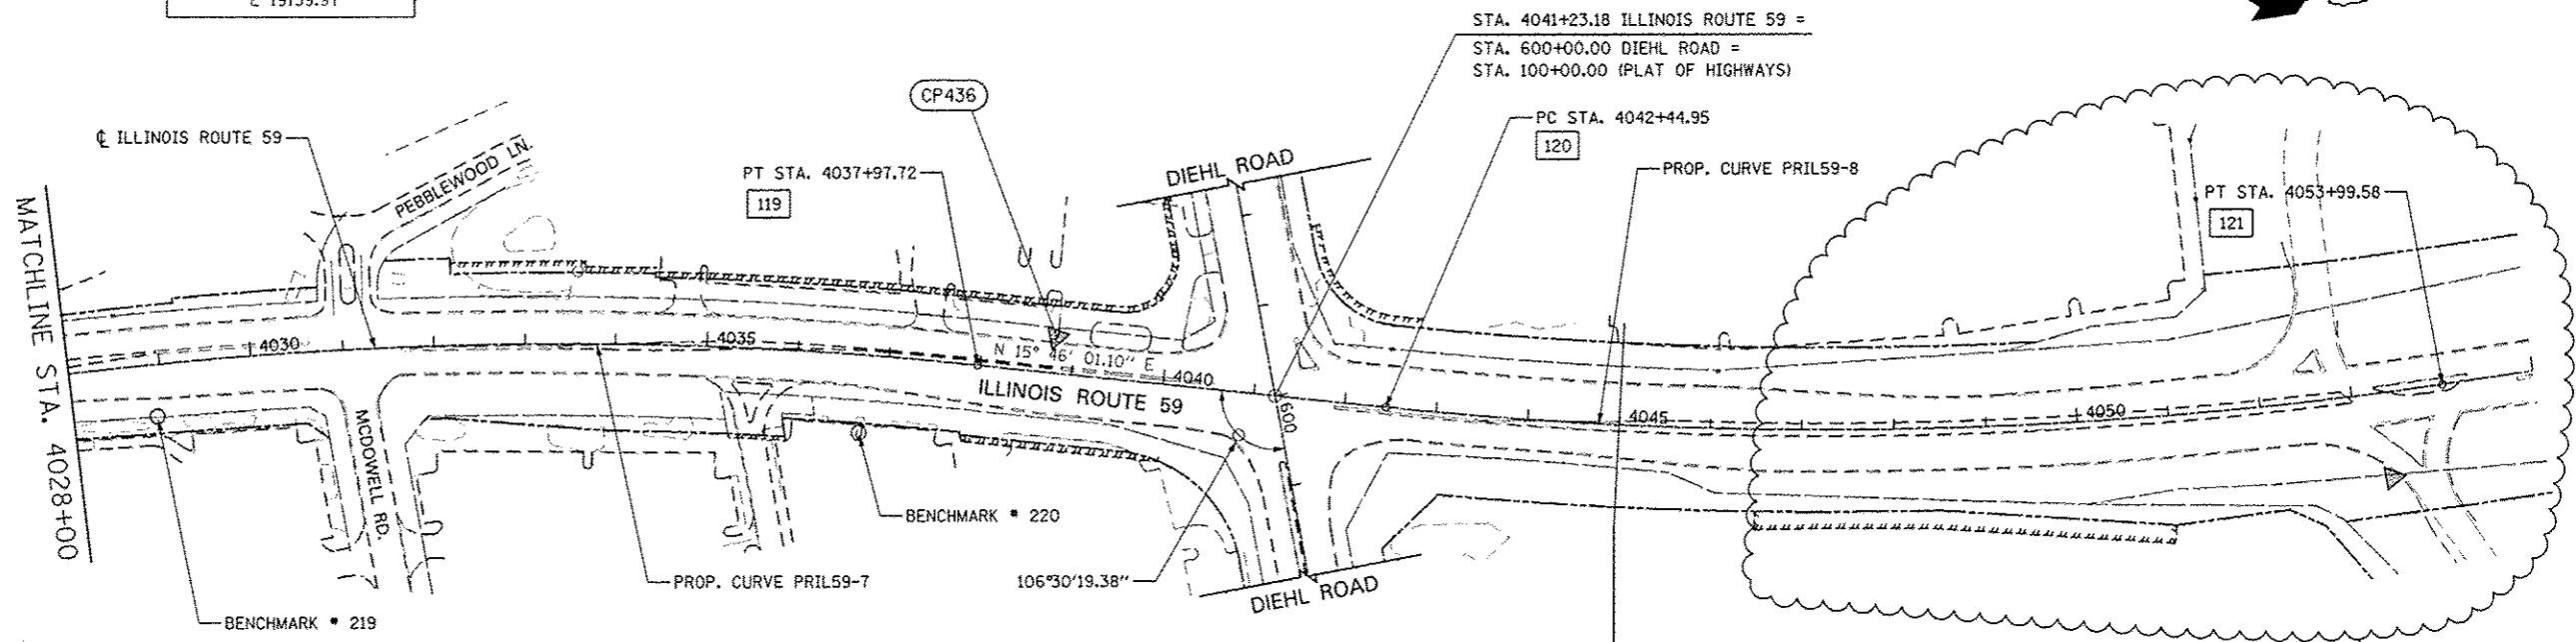 E 19159.91
STA. 4041+23.18 ILLINOIS ROUTE 59 =
STA. 600+00.00 DIEHL ROAD =
STA. 100+00.00 (PLAT OF HIGHWAYS)
CP436
PC STA. 4042+44.95
120
℄ ILLINOIS ROUTE 59
PEBBLEWOOD LN.
PT STA. 4037+97.72
119
DIEHL ROAD
PROP. CURVE PRIL59-8
PT STA. 4053+99.58
121
MATCHLINE STA. 4028+00
4030
4035
N 15° 46' 01.10" E
4040
ILLINOIS ROUTE 59
600
4045
4050
MCDOWELL RD.
BENCHMARK * 220
PROP. CURVE PRIL59-7
106°30'19.38"
DIEHL ROAD
BENCHMARK * 219